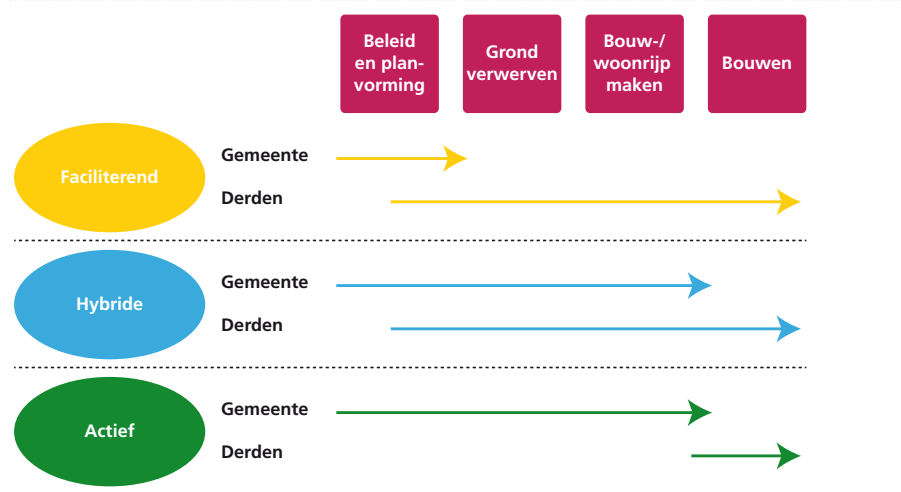 Beleid
en plan-
vorming
Grond
verwerven
Bouw-/
woonrijp
maken
Bouwen
Faciliterend
Gemeente
Derden
Hybride
Gemeente
Derden
Actief
Gemeente
Derden